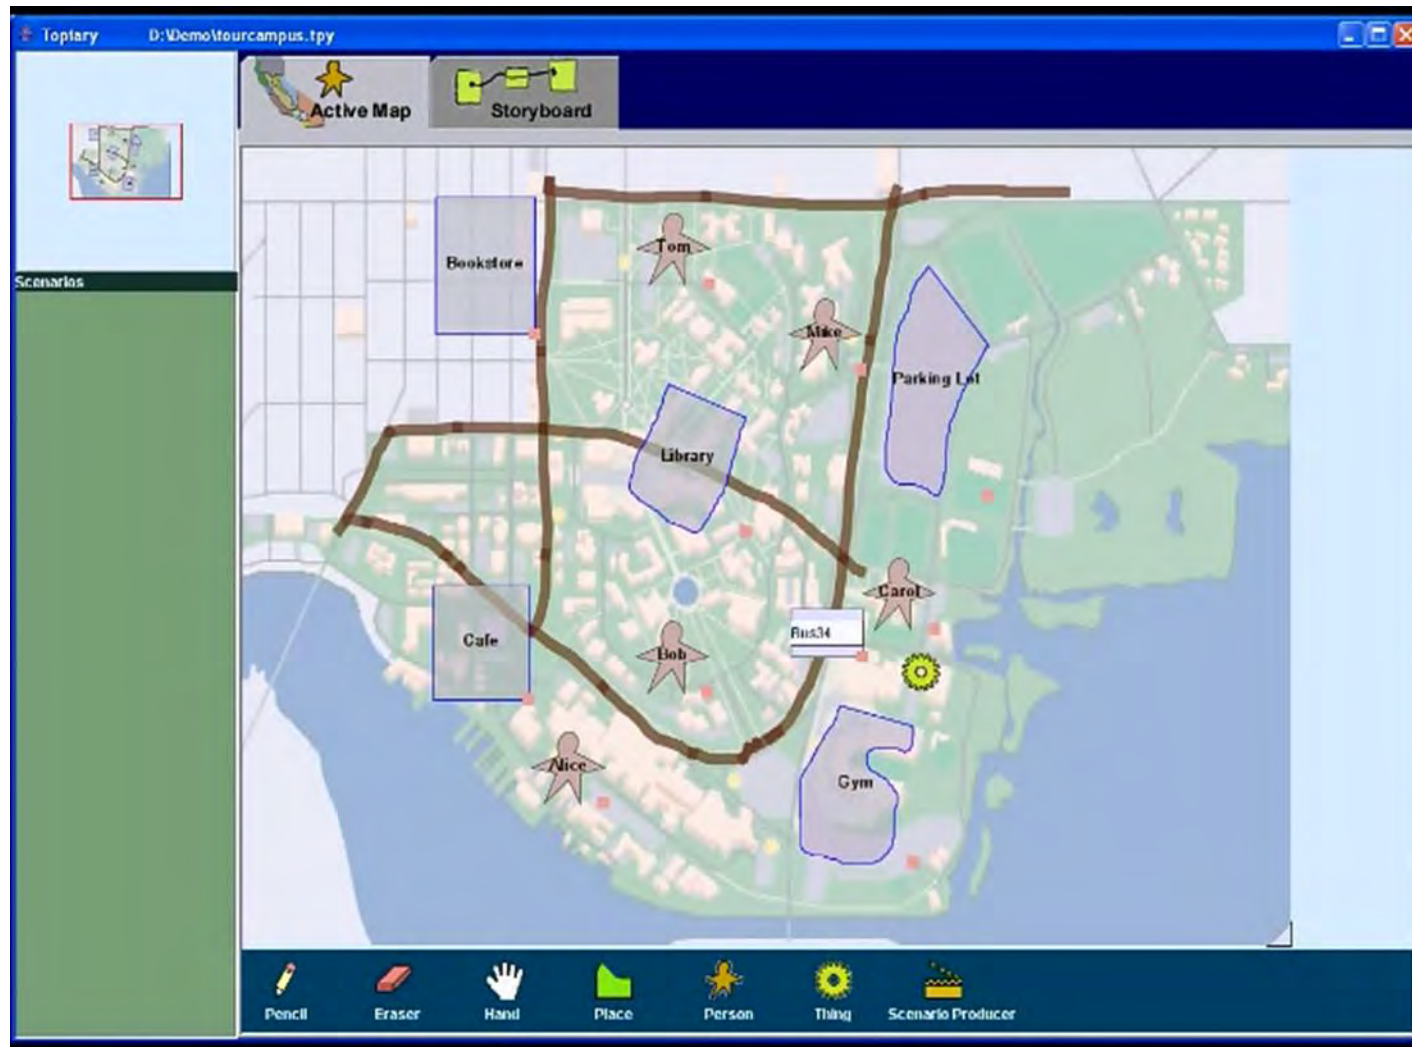 Topiary D:\Demo\tourcampus.tpy
Active Map
Storyboard
Scenarios
Bookstore
Tom
Mike
Parking Lot
Library
Carol
Bus34
Cafe
Bob
Alice
Gym
Pencil
Eraser
Hand
Place
Person
Thing
Scenario Producer